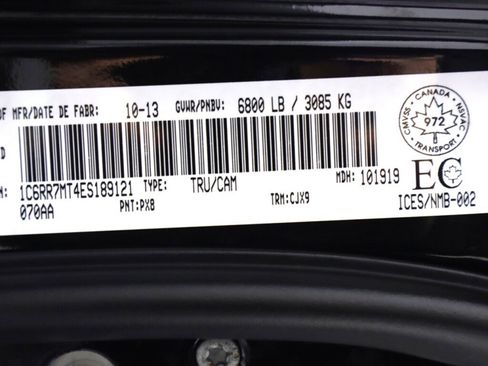 OF MFR/DATE DE FABR: 10-13 GVWR/PNBV: 6800 LB / 3085 KG
D
N: 1C6RR7MT4ES189121 TYPE: TRU/CAM MDH: 101919
070AA PNT:PX8 TRM:CJX9
CANADA
CMVSS NSVAC
972
TRANSPORT
EC
ICES/NMB-002